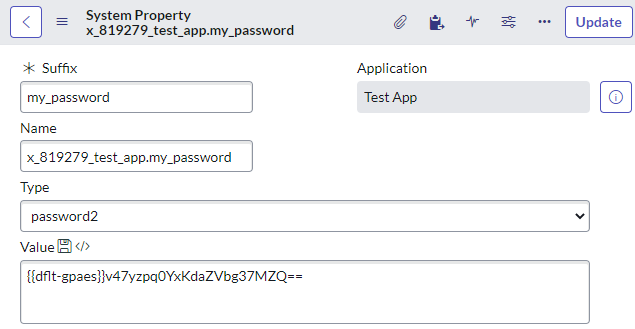 System Property
x_819279_test_app.my_password
Update
Suffix
my_password
Application
Test App
Name
x_819279_test_app.my_password
Type
password2
Value
{{dflt-gpaes}}v47yzpq0YxKdaZVbg37MZQ==